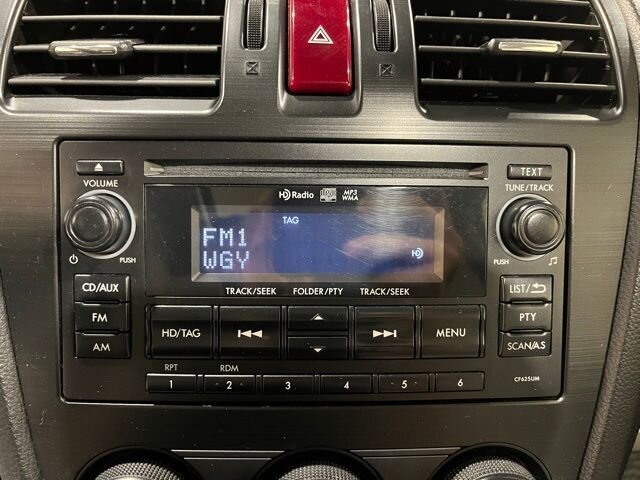 TEXT
VOLUME
TUNE/TRACK
HD Radio
MP3
WMA
TAG
FM1
WGY
HD
PUSH
PUSH
CD/AUX
TRACK/SEEK FOLDER/PTY TRACK/SEEK
LIST/
FM
HD/TAG
MENU
PTY
AM
SCAN/AS
RPT RDM
1 2 3 4 5 6
CF625UM